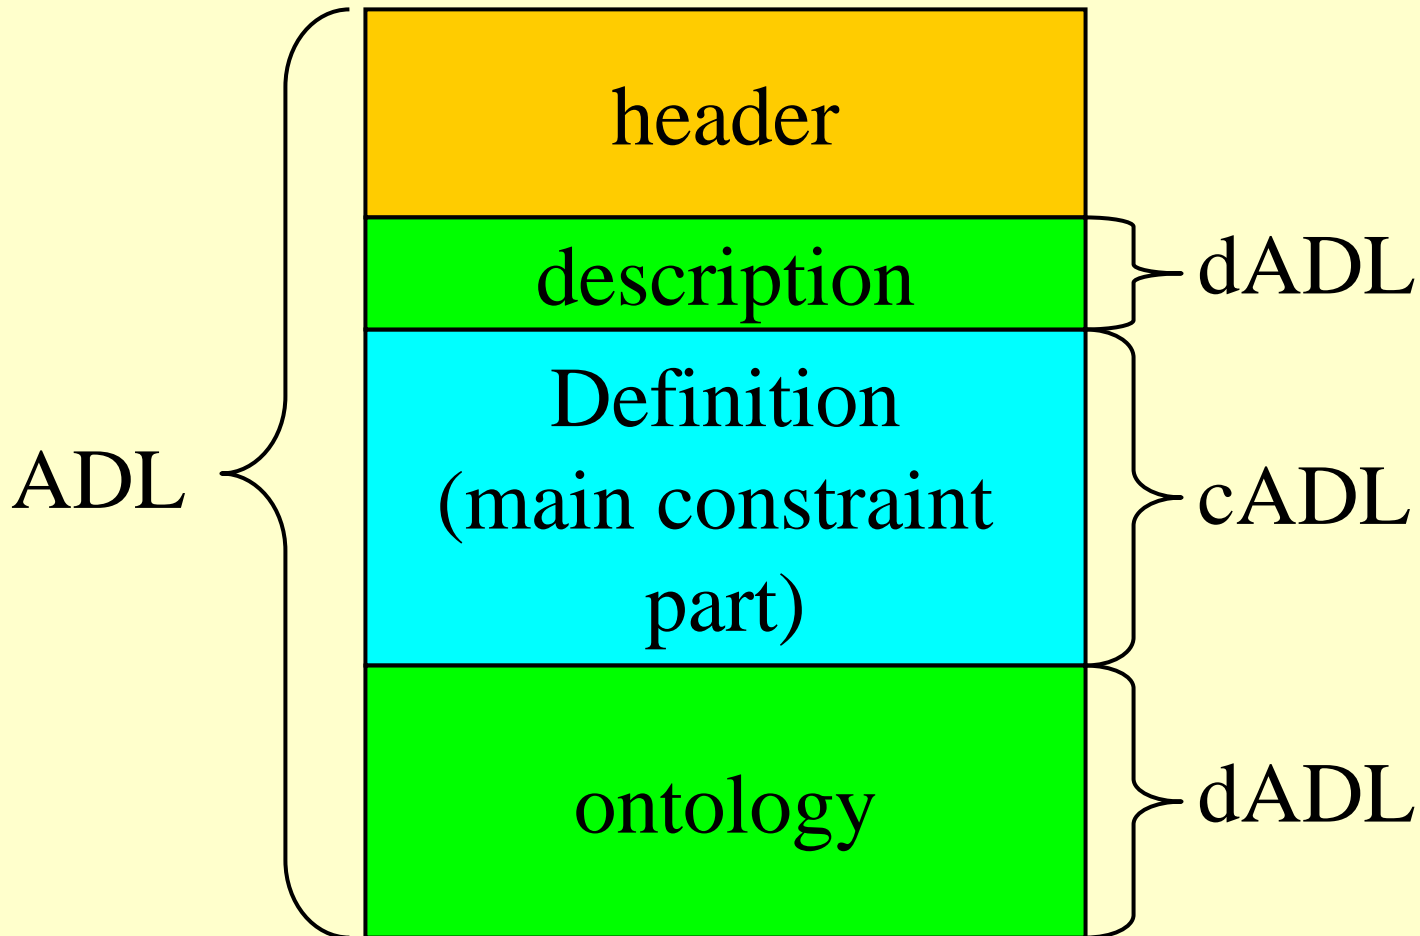 header
description
dADL
Definition
(main constraint
part)
ADL
cADL
ontology
dADL